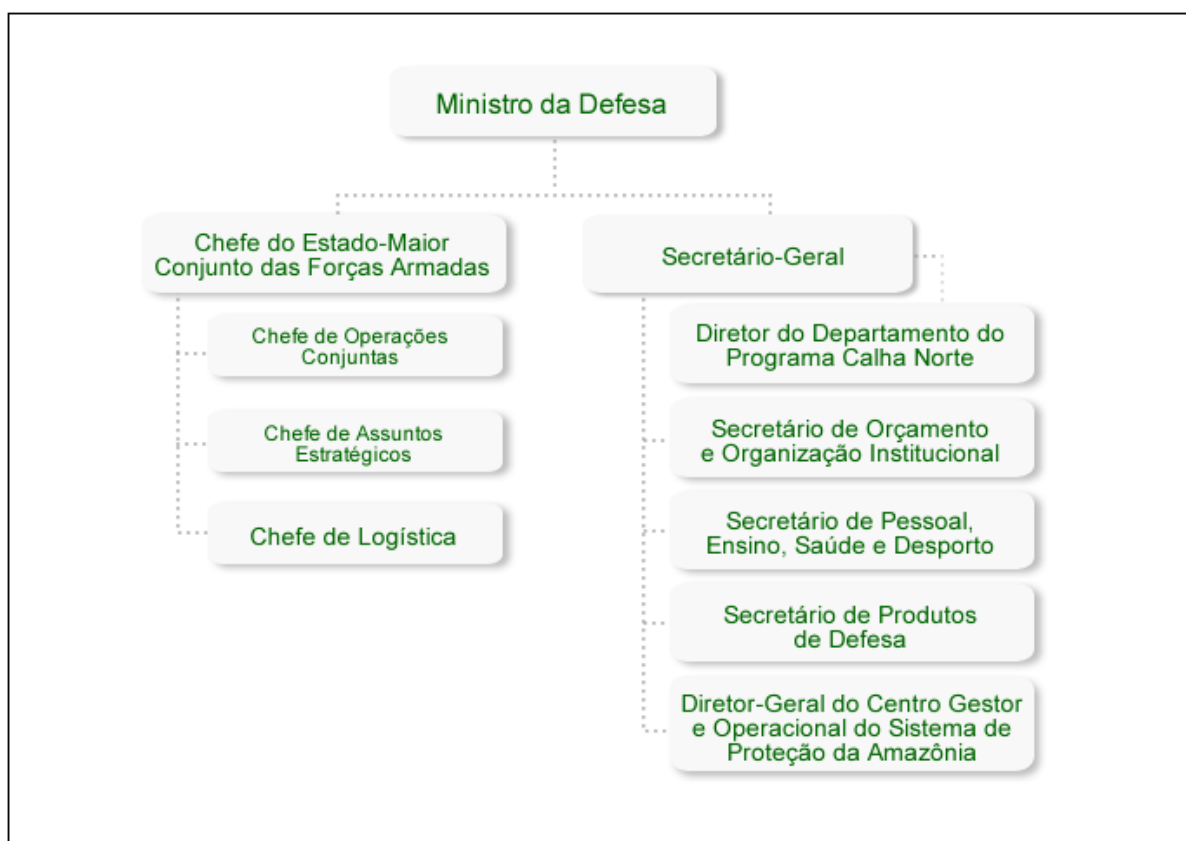 Ministro da Defesa
Chefe do Estado-Maior
Conjunto das Forças Armadas
Chefe de Operações
Conjuntas
Chefe de Assuntos
Estratégicos
Chefe de Logística
Secretário-Geral
Diretor do Departamento do
Programa Calha Norte
Secretário de Orçamento
e Organização Institucional
Secretário de Pessoal,
Ensino, Saúde e Desporto
Secretário de Produtos
de Defesa
Diretor-Geral do Centro Gestor
e Operacional do Sistema de
Proteção da Amazônia